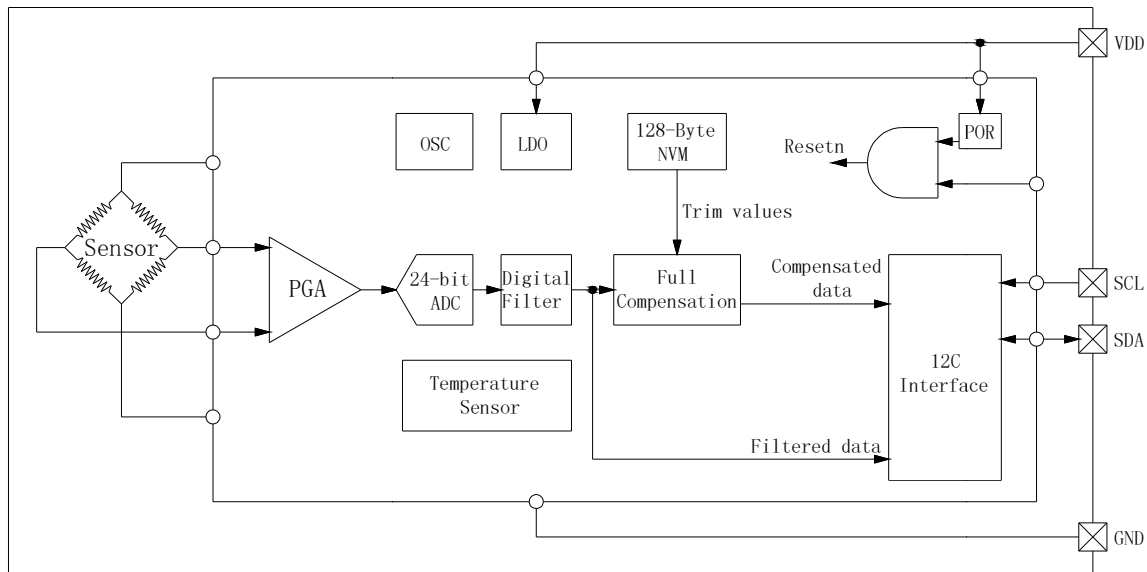 VDD
OSC
LDO
128-Byte
NVM
POR
Resetn
Trim values
Sensor
PGA
24-bit
ADC
Digital
Filter
Full
Compensation
Compensated
data
SCL
SDA
12C
Interface
Temperature
Sensor
Filtered data
GND